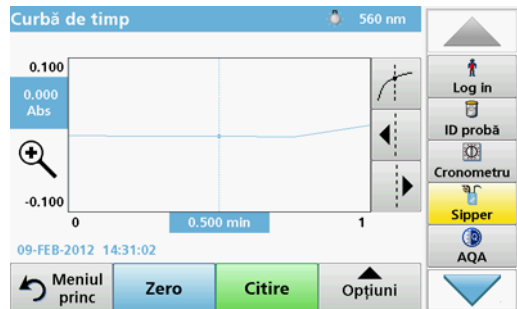 Curbă de timp
560 nm
0.100
0.000
Abs
-0.100
0
0.500 min
1
09-FEB-2012 14:31:02
Meniul
princ
Zero
Citire
Opțiuni
Log in
ID probă
Cronometru
Sipper
AQA